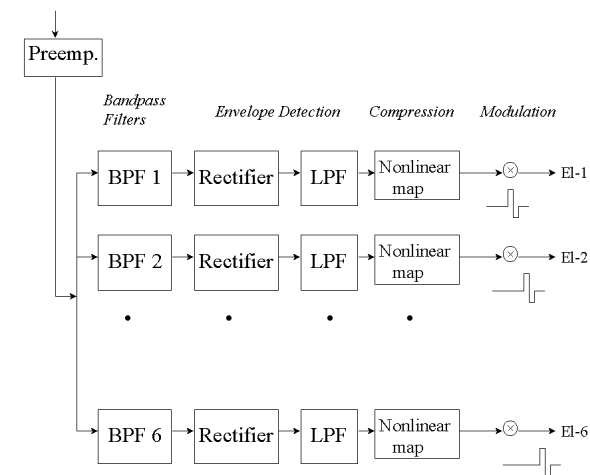 Preemp.
Bandpass
Filters
Envelope Detection
Compression
Modulation
BPF 1
Rectifier
LPF
Nonlinear
map
El-1
BPF 2
Rectifier
LPF
Nonlinear
map
El-2
BPF 6
Rectifier
LPF
Nonlinear
map
El-6